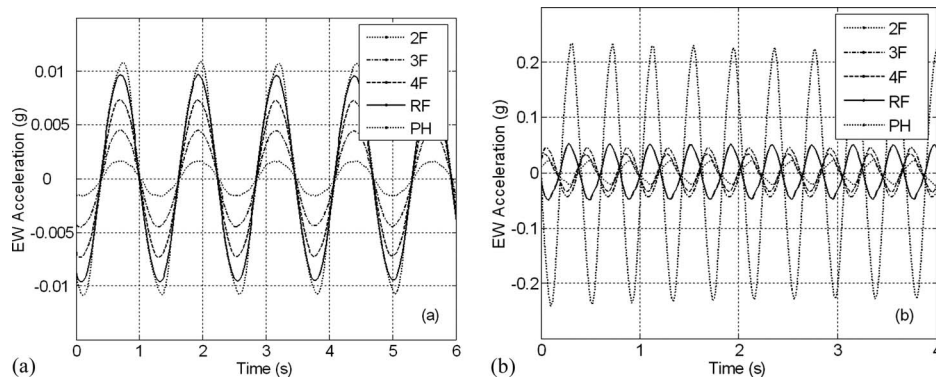 2F
3F
4F
RF
PH
0.01
0.005
0
-0.005
-0.01
EW Acceleration (g)
0 1 2 3 4 5 6
Time (s)
(a)
(a)
2F
3F
4F
RF
PH
0.2
0.1
0
-0.1
-0.2
EW Acceleration (g)
0 1 2 3 4
Time (s)
(b)
(b)